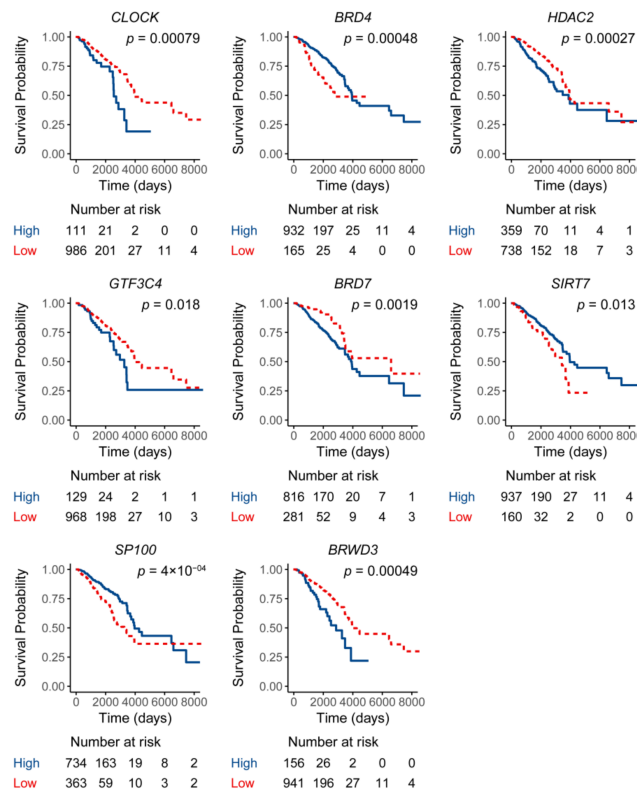 CLOCK
BRD4
HDAC2
Survival Probability
1.00
0.75
0.50
0.25
0.00
p = 0.00079
0 2000 4000 6000 8000
Time (days)
Survival Probability
1.00
0.75
0.50
0.25
0.00
p = 0.00048
0 2000 4000 6000 8000
Time (days)
Survival Probability
1.00
0.75
0.50
0.25
0.00
p = 0.00027
0 2000 4000 6000 8000
Time (days)
Number at risk
High 111 21 2 0 0
Low 986 201 27 11 4
Number at risk
High 932 197 25 11 4
Low 165 25 4 0 0
Number at risk
High 359 70 11 4 1
Low 738 152 18 7 3
GTF3C4
BRD7
SIRT7
Survival Probability
1.00
0.75
0.50
0.25
0.00
p = 0.018
0 2000 4000 6000 8000
Time (days)
Survival Probability
1.00
0.75
0.50
0.25
0.00
p = 0.0019
0 2000 4000 6000 8000
Time (days)
Survival Probability
1.00
0.75
0.50
0.25
0.00
p = 0.013
0 2000 4000 6000 8000
Time (days)
Number at risk
High 129 24 2 1 1
Low 968 198 27 10 3
Number at risk
High 816 170 20 7 1
Low 281 52 9 4 3
Number at risk
High 937 190 27 11 4
Low 160 32 2 0 0
SP100
BRWD3
Survival Probability
1.00
0.75
0.50
0.25
0.00
p = 4×10⁻⁰⁴
0 2000 4000 6000 8000
Time (days)
Survival Probability
1.00
0.75
0.50
0.25
0.00
p = 0.00049
0 2000 4000 6000 8000
Time (days)
Number at risk
High 734 163 19 8 2
Low 363 59 10 3 2
Number at risk
High 156 26 2 0 0
Low 941 196 27 11 4